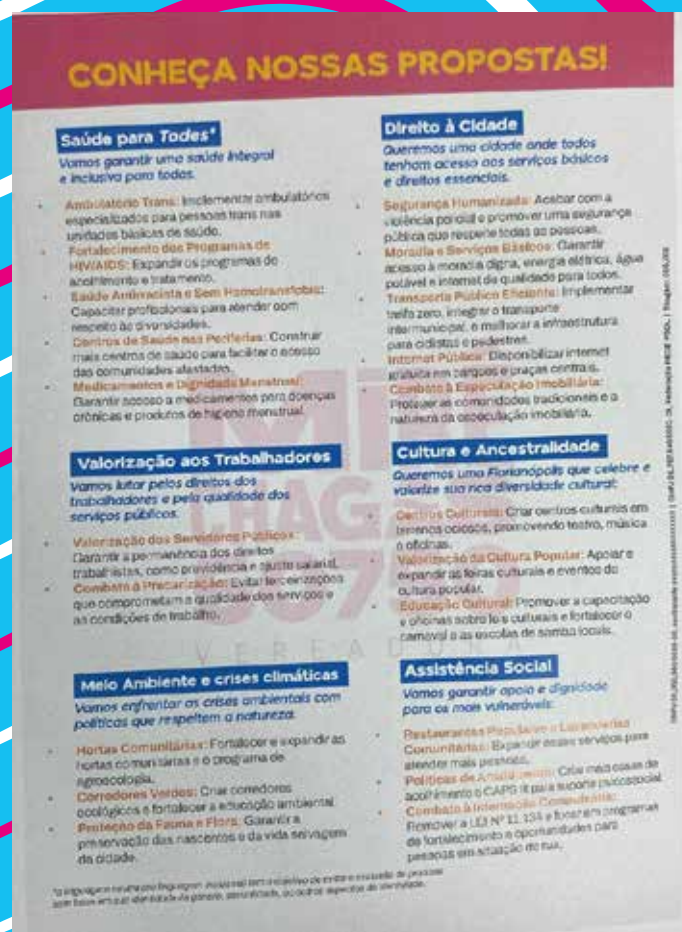 CONHEÇA NOSSAS PROPOSTAS!
Saúde para Todes*
Vamos garantir uma saúde integral
e inclusiva para todas.
Ambulatório Trans: Implementar ambulatórios
especializados para pessoas trans nas
unidades básicas de saúde.
Fortalecimento dos Programas de
HIV/AIDS: Expandir os programas de
acolhimento e tratamento.
Saúde Antirracista e Sem Homotransfobia:
Capacitar profissionais para atender com
respeito às diversidades.
Centros de Saúde nas Periferias: Construir
mais centros de saúde para facilitar o acesso
das comunidades afastadas.
Medicamentos e Dignidade Menstrual:
Garantir acesso a medicamentos para doenças
crônicas e produtos de higiene menstrual.
Valorização aos Trabalhadores
Vamos lutar pelos direitos dos
trabalhadores e pela qualidade dos
serviços públicos.
Valorização dos Servidores Públicos:
Garantir a permanência dos direitos
trabalhistas, como previdência e ajuste salarial.
Combate à Precarização: Evitar terceirizações
que comprometam a qualidade dos serviços e
as condições de trabalho.
Meio Ambiente e crises climáticas
Vamos enfrentar as crises ambientais com
políticas que respeitem a natureza.
Hortas Comunitárias: Fortalecer e expandir as
hortas comunitárias e o programa de
agroecologia.
Corredores Verdes: Criar corredores
ecológicos e fortalecer a educação ambiental.
Proteção da Fauna e Flora: Garantir a
preservação das nascentes e da vida selvagem
da cidade.
Direito à Cidade
Queremos uma cidade onde todos
tenham acesso aos serviços básicos
e direitos essenciais.
Segurança Humanizada: Acabar com a
violência policial e promover uma segurança
pública que respeite todas as pessoas.
Moradia e Serviços Básicos: Garantir
acesso à moradia digna, energia elétrica, água
potável e internet de qualidade para todos.
Transporte Público Eficiente: Implementar
tarifa zero, integrar o transporte
intermunicipal, e melhorar a infraestrutura
para ciclistas e pedestres.
Internet Pública: Disponibilizar internet
gratuita em parques e praças centrais.
Combate à Especulação Imobiliária:
Proteger as comunidades tradicionais e a
natureza da especulação imobiliária.
Cultura e Ancestralidade
Queremos uma Florianópolis que celebre e
valorize sua rica diversidade cultural:
Centros Culturais: Criar centros culturais em
terrenos ociosos, promovendo teatro, música
e oficinas.
Valorização da Cultura Popular: Apoiar e
expandir as feiras culturais e eventos de
cultura popular.
Educação Cultural: Promover a capacitação
e oficinas sobre leis culturais e fortalecer o
carnaval e as escolas de samba locais.
Assistência Social
Vamos garantir apoio e dignidade
para os mais vulneráveis:
Restaurantes Populares e Lavanderias
Comunitárias: Expandir esses serviços para
atender mais pessoas.
Políticas de Acolhimento: Criar mais casas de
acolhimento e CAPS III para suporte psicossocial.
Combate à Internação Compulsória:
Promover a LEI Nº 11.134 e focar em programas
de fortalecimento e oportunidades para
pessoas em situação de rua.
CHAGAS
VEREADORA